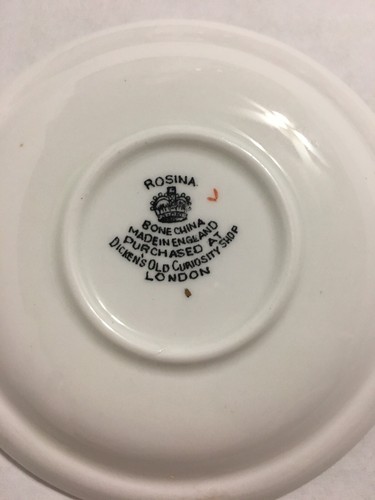 ROSINA
BONE CHINA
MADE IN ENGLAND
PURCHASED AT
DICKEN'S OLD CURIOSITY SHOP
LONDON